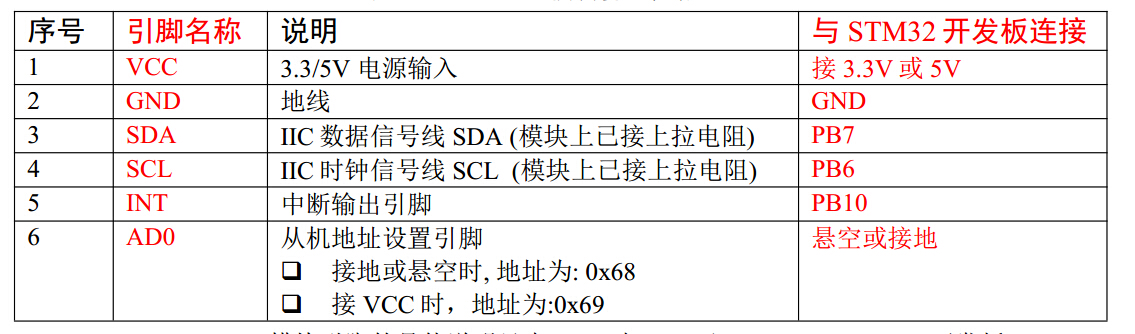 序号 引脚名称 说明 与 STM32 开发板连接
1 VCC 3.3/5V 电源输入 接 3.3V 或 5V
2 GND 地线 GND
3 SDA IIC 数据信号线 SDA (模块上已接上拉电阻) PB7
4 SCL IIC 时钟信号线 SCL (模块上已接上拉电阻) PB6
5 INT 中断输出引脚 PB10
6 AD0 从机地址设置引脚 悬空或接地
❑ 接地或悬空时, 地址为: 0x68
❑ 接 VCC 时，地址为:0x69